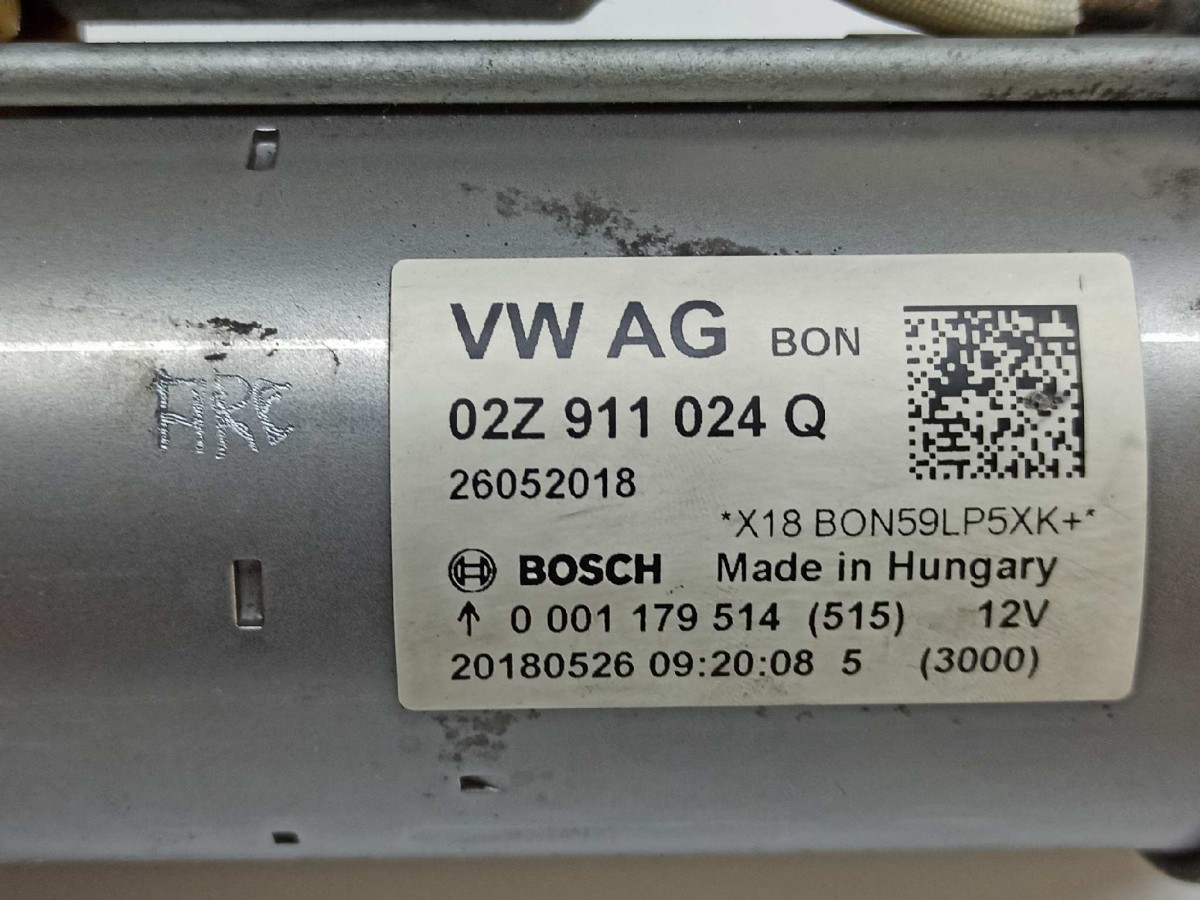 VW AG BON
02Z 911 024 Q
26052018
*X18 BON59LP5XK+*
BOSCH Made in Hungary
↑ 0 001 179 514 (515) 12V
20180526 09:20:08 5 (3000)